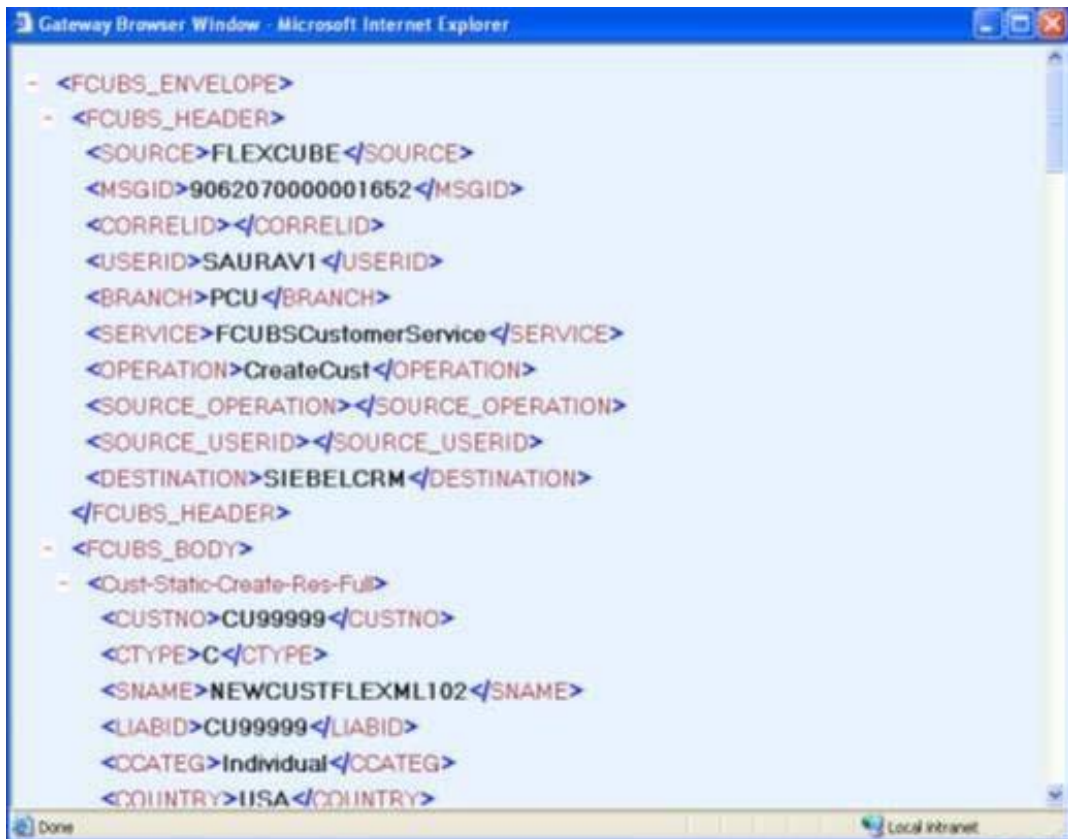 Gateway Browser Window - Microsoft Internet Explorer
- <FCUBS_ENVELOPE>
- <FCUBS_HEADER>
<SOURCE>FLEXCUBE</SOURCE>
<MSGID>9062070000001652</MSGID>
<CORRELID></CORRELID>
<USERID>SAURAV1</USERID>
<BRANCH>PCU</BRANCH>
<SERVICE>FCUBSCustomerService</SERVICE>
<OPERATION>CreateCust</OPERATION>
<SOURCE_OPERATION></SOURCE_OPERATION>
<SOURCE_USERID></SOURCE_USERID>
<DESTINATION>SIEBELCRM</DESTINATION>
</FCUBS_HEADER>
- <FCUBS_BODY>
- <Cust-Static-Create-Res-Full>
<CUSTNO>CU99999</CUSTNO>
<CTYPE>C</CTYPE>
<SNAME>NEWCUSTFLEXML102</SNAME>
<LIABID>CU99999</LIABID>
<CCATEG>Individual</CCATEG>
<COUNTRY>USA</COUNTRY>
Done Local intranet